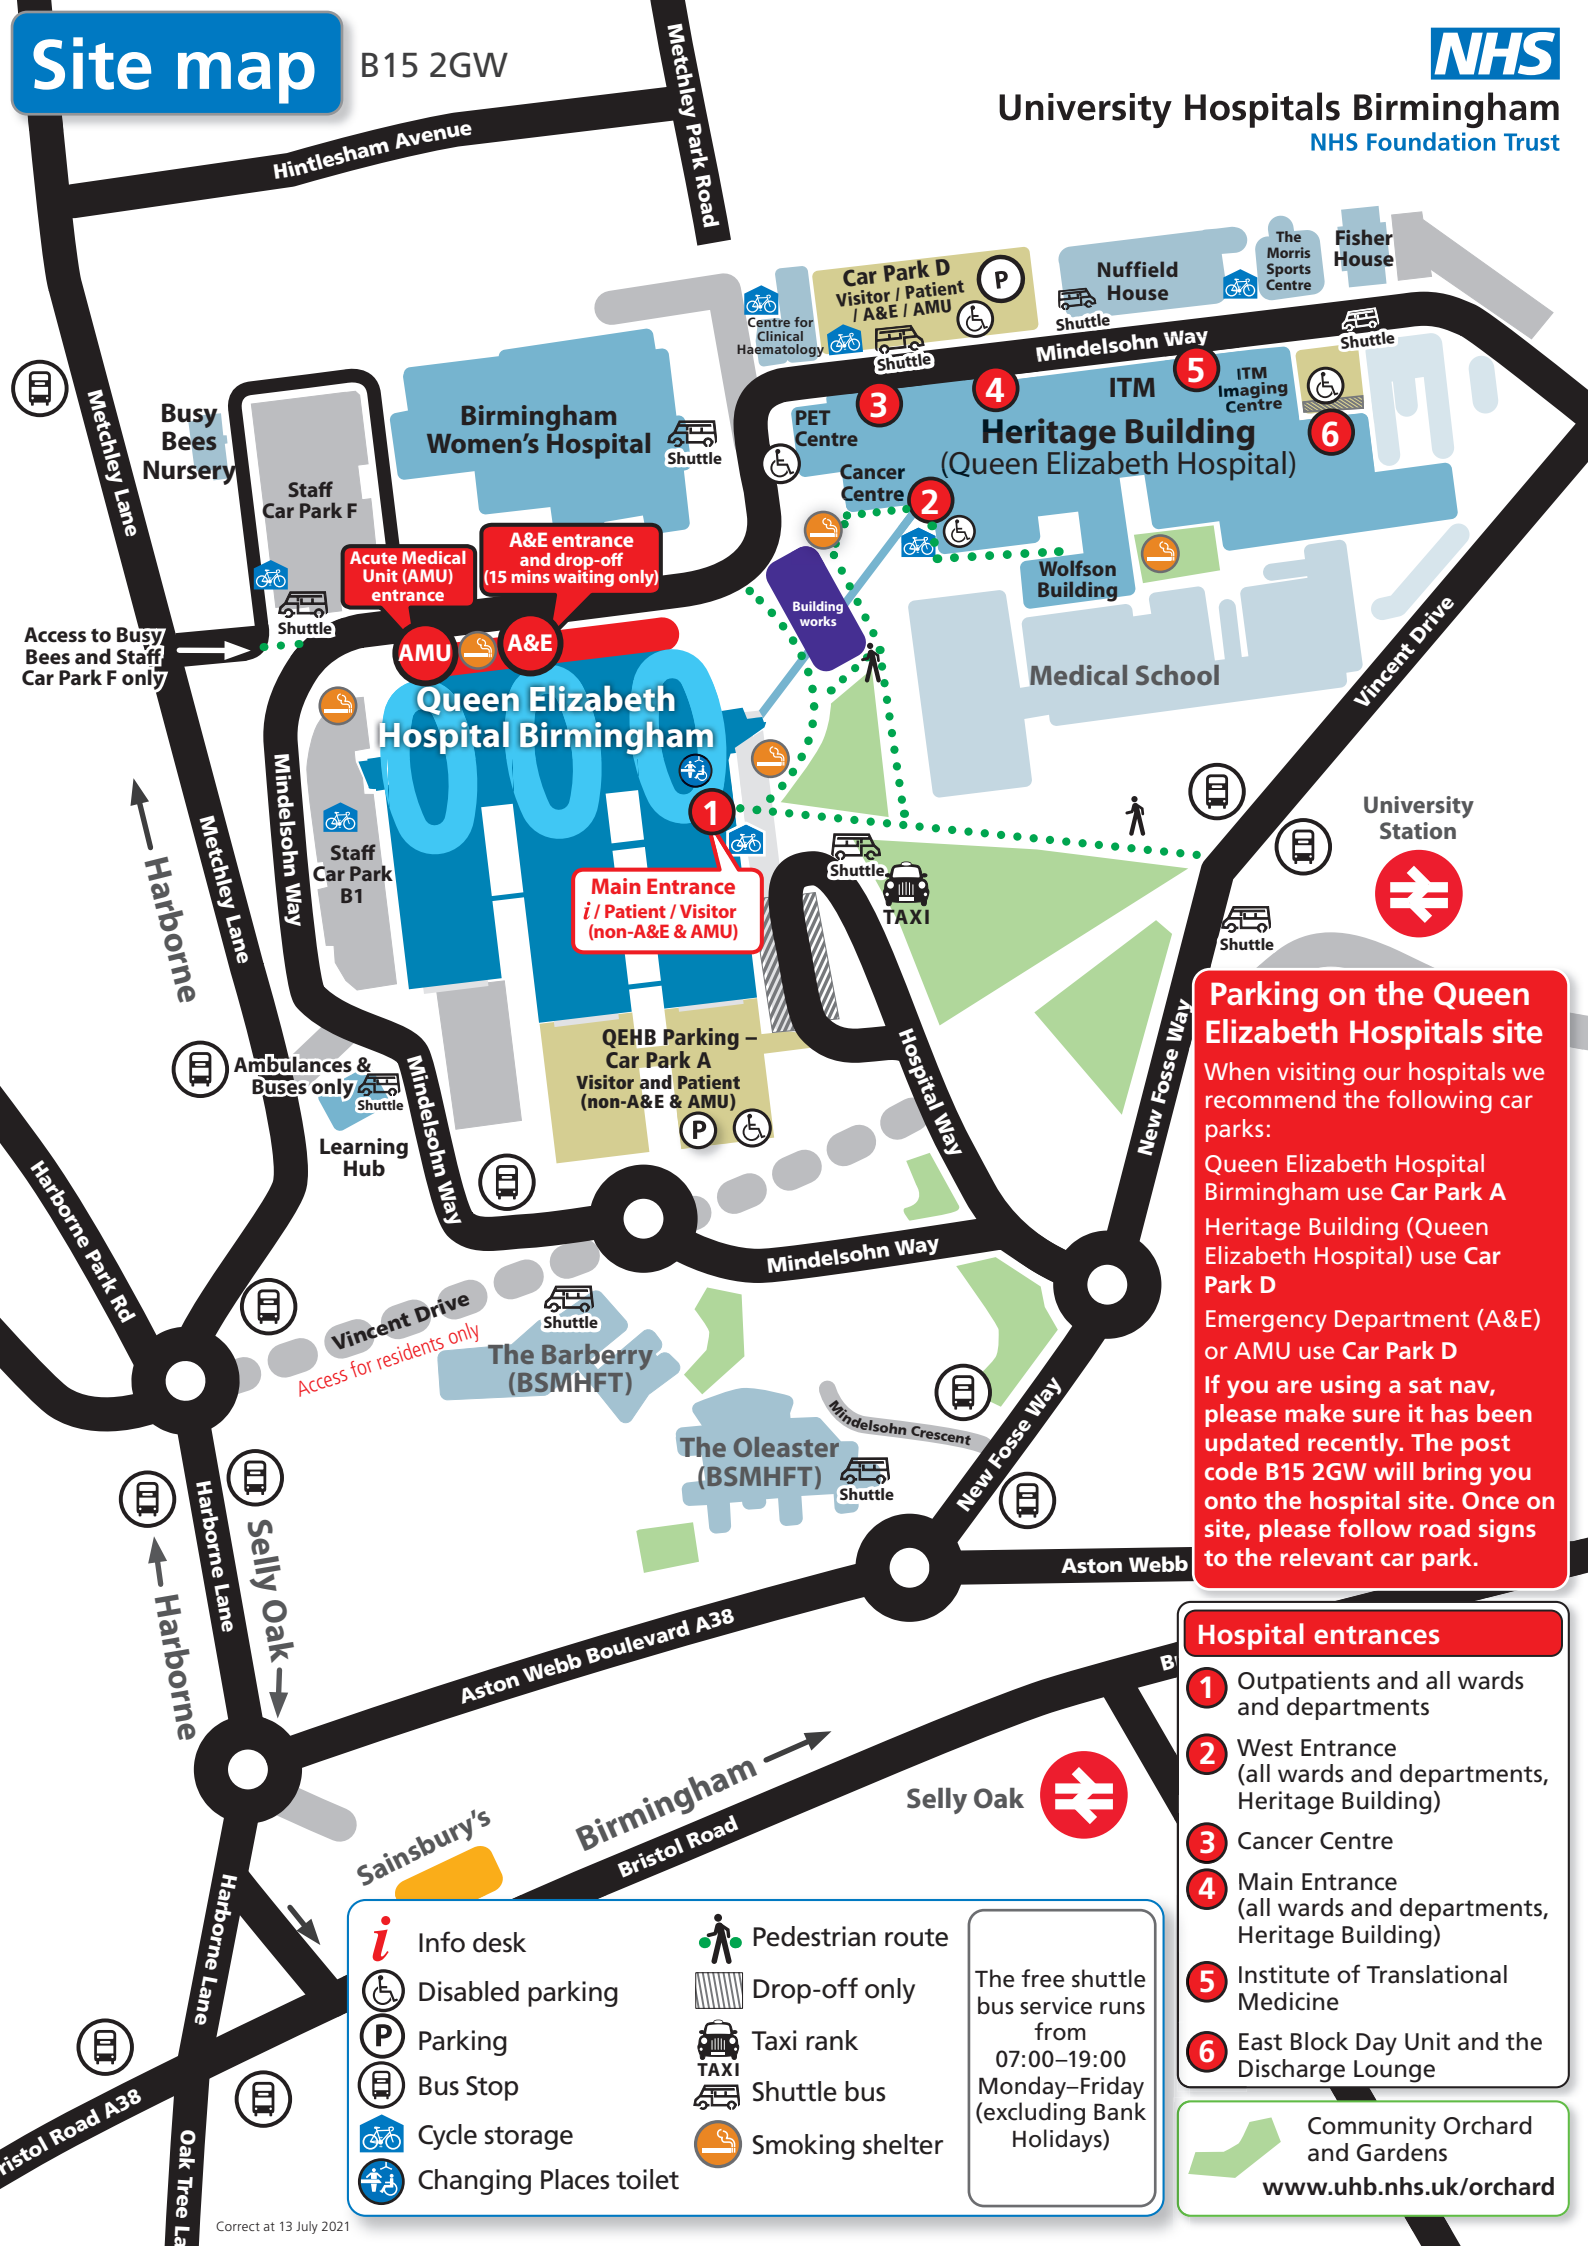 Site map
B15 2GW
NHS
University Hospitals Birmingham
NHS Foundation Trust
Metchley Park Road
Hintlesham Avenue
Metchley Lane
Busy
Bees
Nursery
Staff
Car Park F
Shuttle
Birmingham
Women's Hospital
Shuttle
Centre for
Clinical
Haematology
Car Park D
Visitor / Patient
/ A&E / AMU
P
Shuttle
Nuffield
House
Shuttle
The
Morris
Sports
Centre
Fisher
House
Shuttle
Mindelsohn Way
PET
Centre
3
4
ITM
5
ITM
Imaging
Centre
6
Heritage Building
(Queen Elizabeth Hospital)
Cancer
Centre
2
Wolfson
Building
Building
works
Medical School
Vincent Drive
Acute Medical
Unit (AMU)
entrance
A&E entrance
and drop-off
(15 mins waiting only)
AMU
A&E
Access to Busy
Bees and Staff
Car Park F only
Queen Elizabeth
Hospital Birmingham
1
Main Entrance
i / Patient / Visitor
(non-A&E & AMU)
Mindelsohn Way
Staff
Car Park
B1
Metchley Lane
Harborne
Shuttle
TAXI
University
Station
Shuttle
Ambulances &
Buses only
Shuttle
Learning
Hub
Mindelsohn Way
QEHB Parking –
Car Park A
Visitor and Patient
(non-A&E & AMU)
P
Hospital Way
New Fosse Way
Harborne Park Rd
Mindelsohn Way
Vincent Drive
Access for residents only
Shuttle
The Barberry
(BSMHFT)
The Oleaster
(BSMHFT)
Shuttle
Mindelsohn Crescent
New Fosse Way
Harborne Lane
Selly Oak
Harborne
Aston Webb Boulevard A38
Aston Webb
Parking on the Queen
Elizabeth Hospitals site
When visiting our hospitals we
recommend the following car
parks:
Queen Elizabeth Hospital
Birmingham use Car Park A
Heritage Building (Queen
Elizabeth Hospital) use Car
Park D
Emergency Department (A&E)
or AMU use Car Park D
If you are using a sat nav,
please make sure it has been
updated recently. The post
code B15 2GW will bring you
onto the hospital site. Once on
site, please follow road signs
to the relevant car park.
Hospital entrances
1 Outpatients and all wards
and departments
2 West Entrance
(all wards and departments,
Heritage Building)
3 Cancer Centre
4 Main Entrance
(all wards and departments,
Heritage Building)
5 Institute of Translational
Medicine
6 East Block Day Unit and the
Discharge Lounge
Community Orchard
and Gardens
www.uhb.nhs.uk/orchard
Sainsbury's
Birmingham
Bristol Road
Selly Oak
Harborne Lane
ristol Road A38
Oak Tree La
i Info desk
Disabled parking
P Parking
Bus Stop
Cycle storage
Changing Places toilet
Pedestrian route
Drop-off only
TAXI Taxi rank
Shuttle bus
Smoking shelter
The free shuttle
bus service runs
from
07:00–19:00
Monday–Friday
(excluding Bank
Holidays)
Correct at 13 July 2021